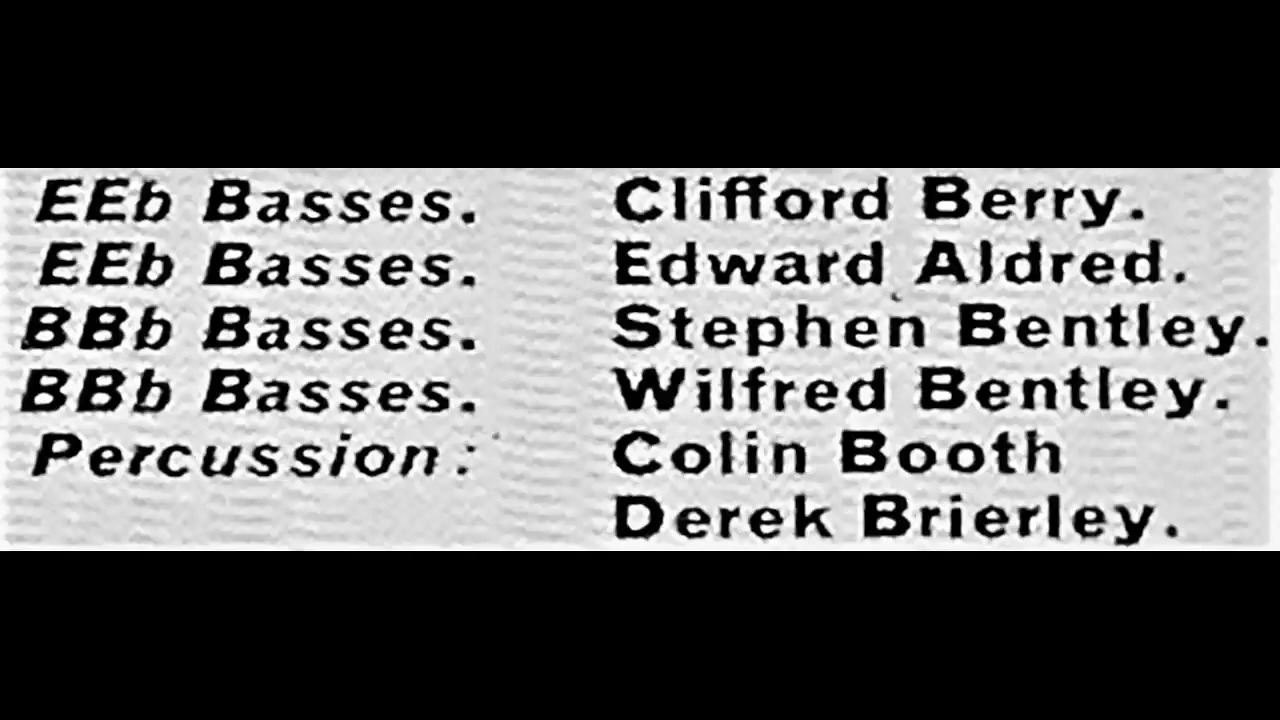 EEb Basses. Clifford Berry.
EEb Basses. Edward Aldred.
BBb Basses. Stephen Bentley.
BBb Basses. Wilfred Bentley.
Percussion: Colin Booth
Derek Brierley.